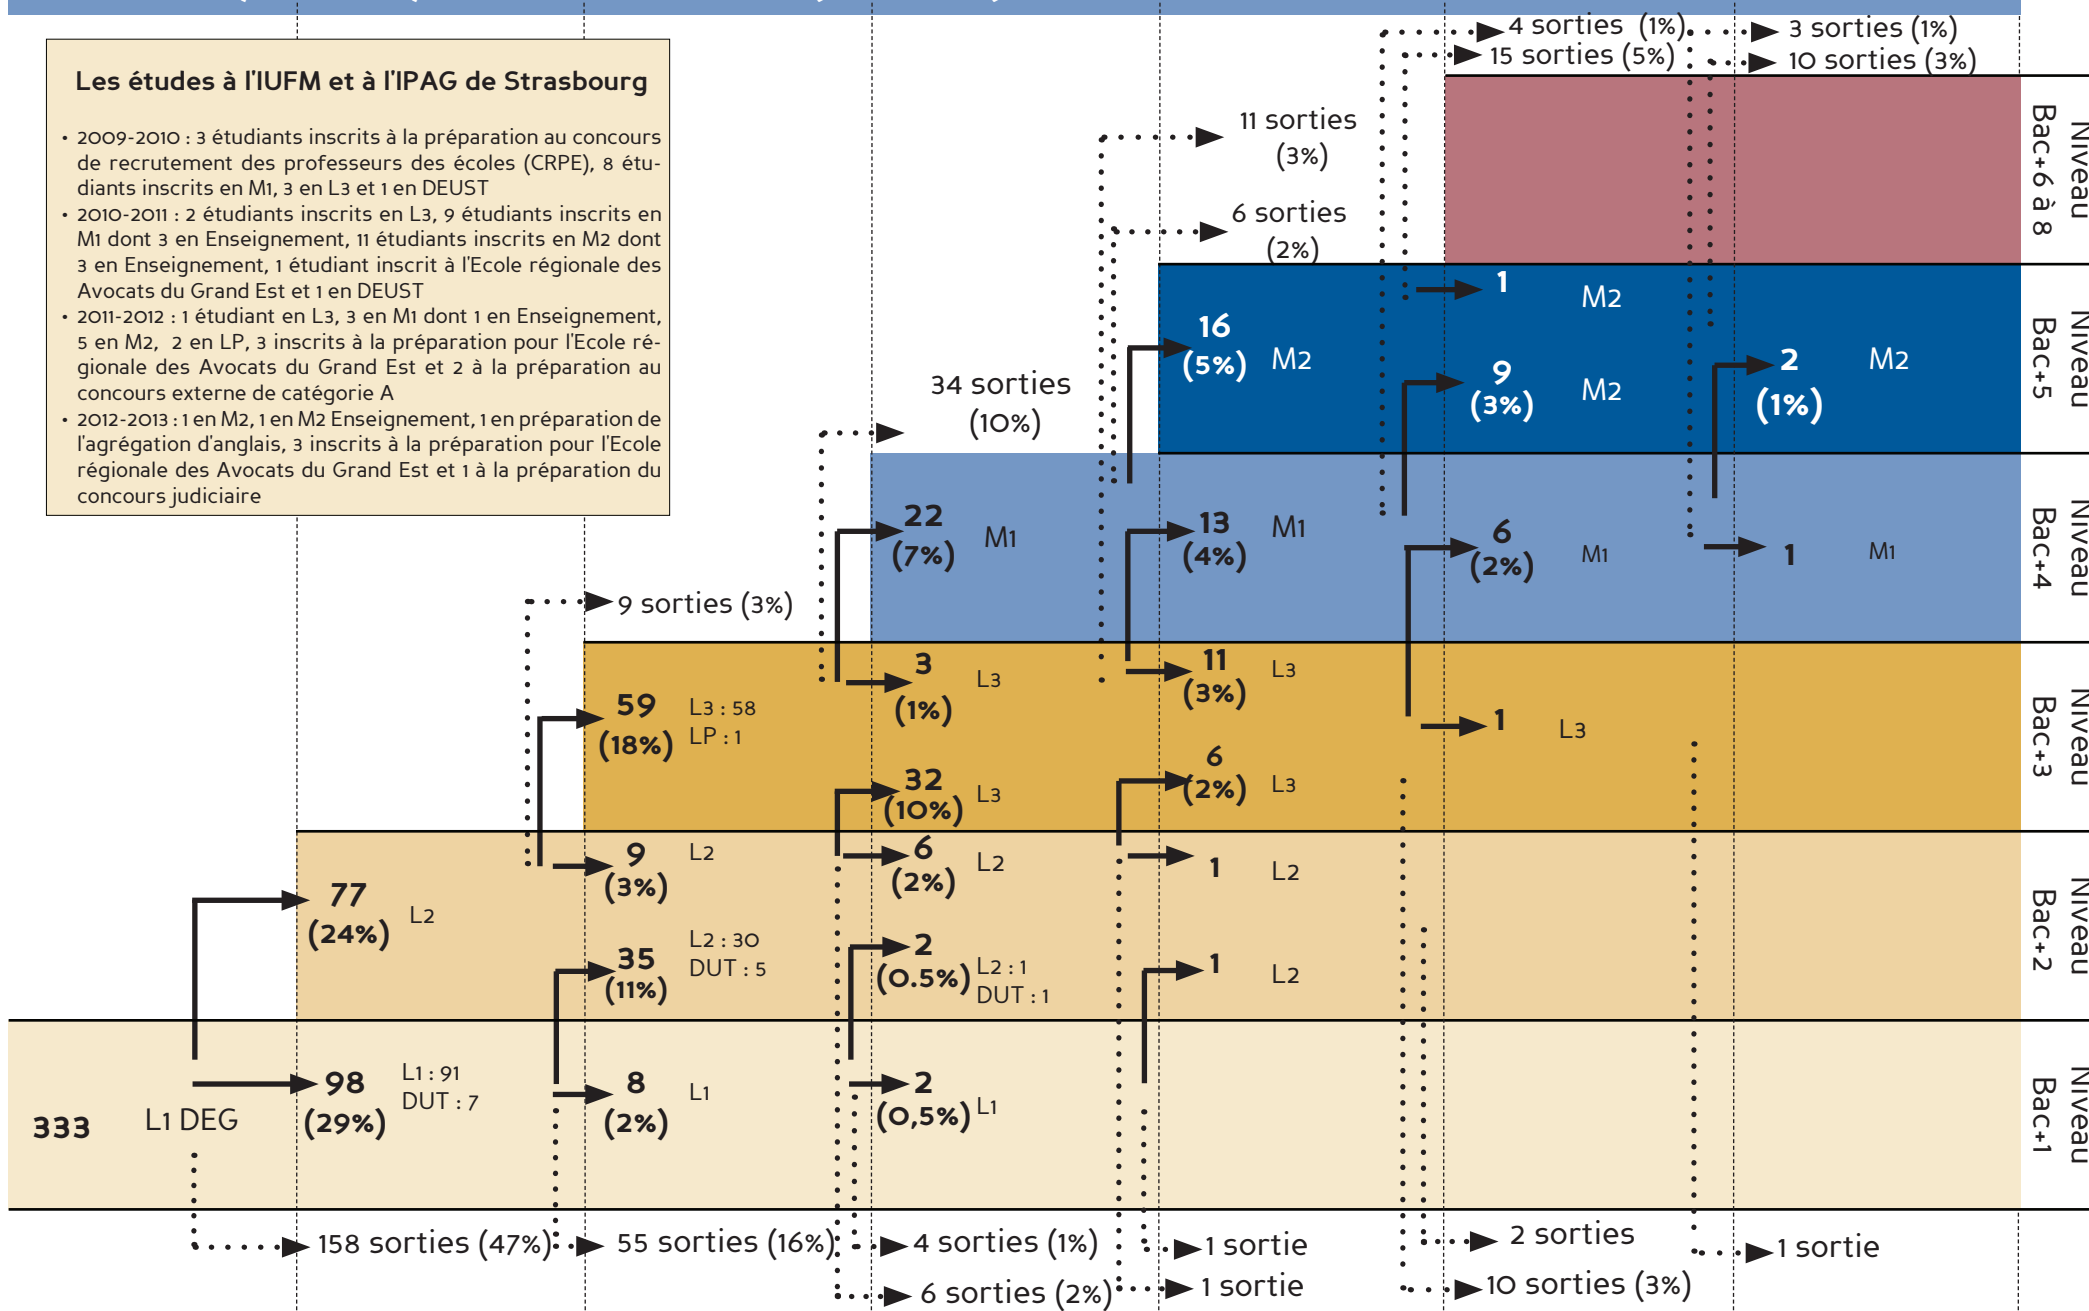 4 sorties (1%)
3 sorties (1%)
15 sorties (5%)
10 sorties (3%)
Les études à l'IUFM et à l'IPAG de Strasbourg
• 2009-2010 : 3 étudiants inscrits à la préparation au concours
de recrutement des professeurs des écoles (CRPE), 8 étu-
diants inscrits en M1, 3 en L3 et 1 en DEUST
• 2010-2011 : 2 étudiants inscrits en L3, 9 étudiants inscrits en
M1 dont 3 en Enseignement, 11 étudiants inscrits en M2 dont
3 en Enseignement, 1 étudiant inscrit à l'Ecole régionale des
Avocats du Grand Est et 1 en DEUST
• 2011-2012 : 1 étudiant en L3, 3 en M1 dont 1 en Enseignement,
5 en M2, 2 en LP, 3 inscrits à la préparation pour l'Ecole ré-
gionale des Avocats du Grand Est et 2 à la préparation au
concours externe de catégorie A
• 2012-2013 : 1 en M2, 1 en M2 Enseignement, 1 en préparation de
l'agrégation d'anglais, 3 inscrits à la préparation pour l'Ecole
régionale des Avocats du Grand Est et 1 à la préparation du
concours judiciaire
11 sorties
(3%)
6 sorties
(2%)
Niveau
Bac+6 à 8
1 M2
16
(5%) M2
9
(3%) M2
2
(1%) M2
Niveau
Bac+5
34 sorties
(10%)
22
(7%) M1
13
(4%) M1
6
(2%) M1
1 M1
Niveau
Bac+4
9 sorties (3%)
59
(18%)
L3 : 58
LP : 1
3
(1%) L3
11
(3%) L3
1 L3
32
(10%) L3
6
(2%) L3
Niveau
Bac+3
77
(24%) L2
9
(3%) L2
6
(2%) L2
1 L2
35
(11%)
L2 : 30
DUT : 5
2
(0.5%)
L2 : 1
DUT : 1
1 L2
Niveau
Bac+2
333 L1 DEG
98
(29%)
L1 : 91
DUT : 7
8
(2%) L1
2
(0,5%) L1
Niveau
Bac+1
158 sorties (47%)
55 sorties (16%)
4 sorties (1%)
1 sortie
2 sorties
1 sortie
6 sorties (2%)
1 sortie
10 sorties (3%)